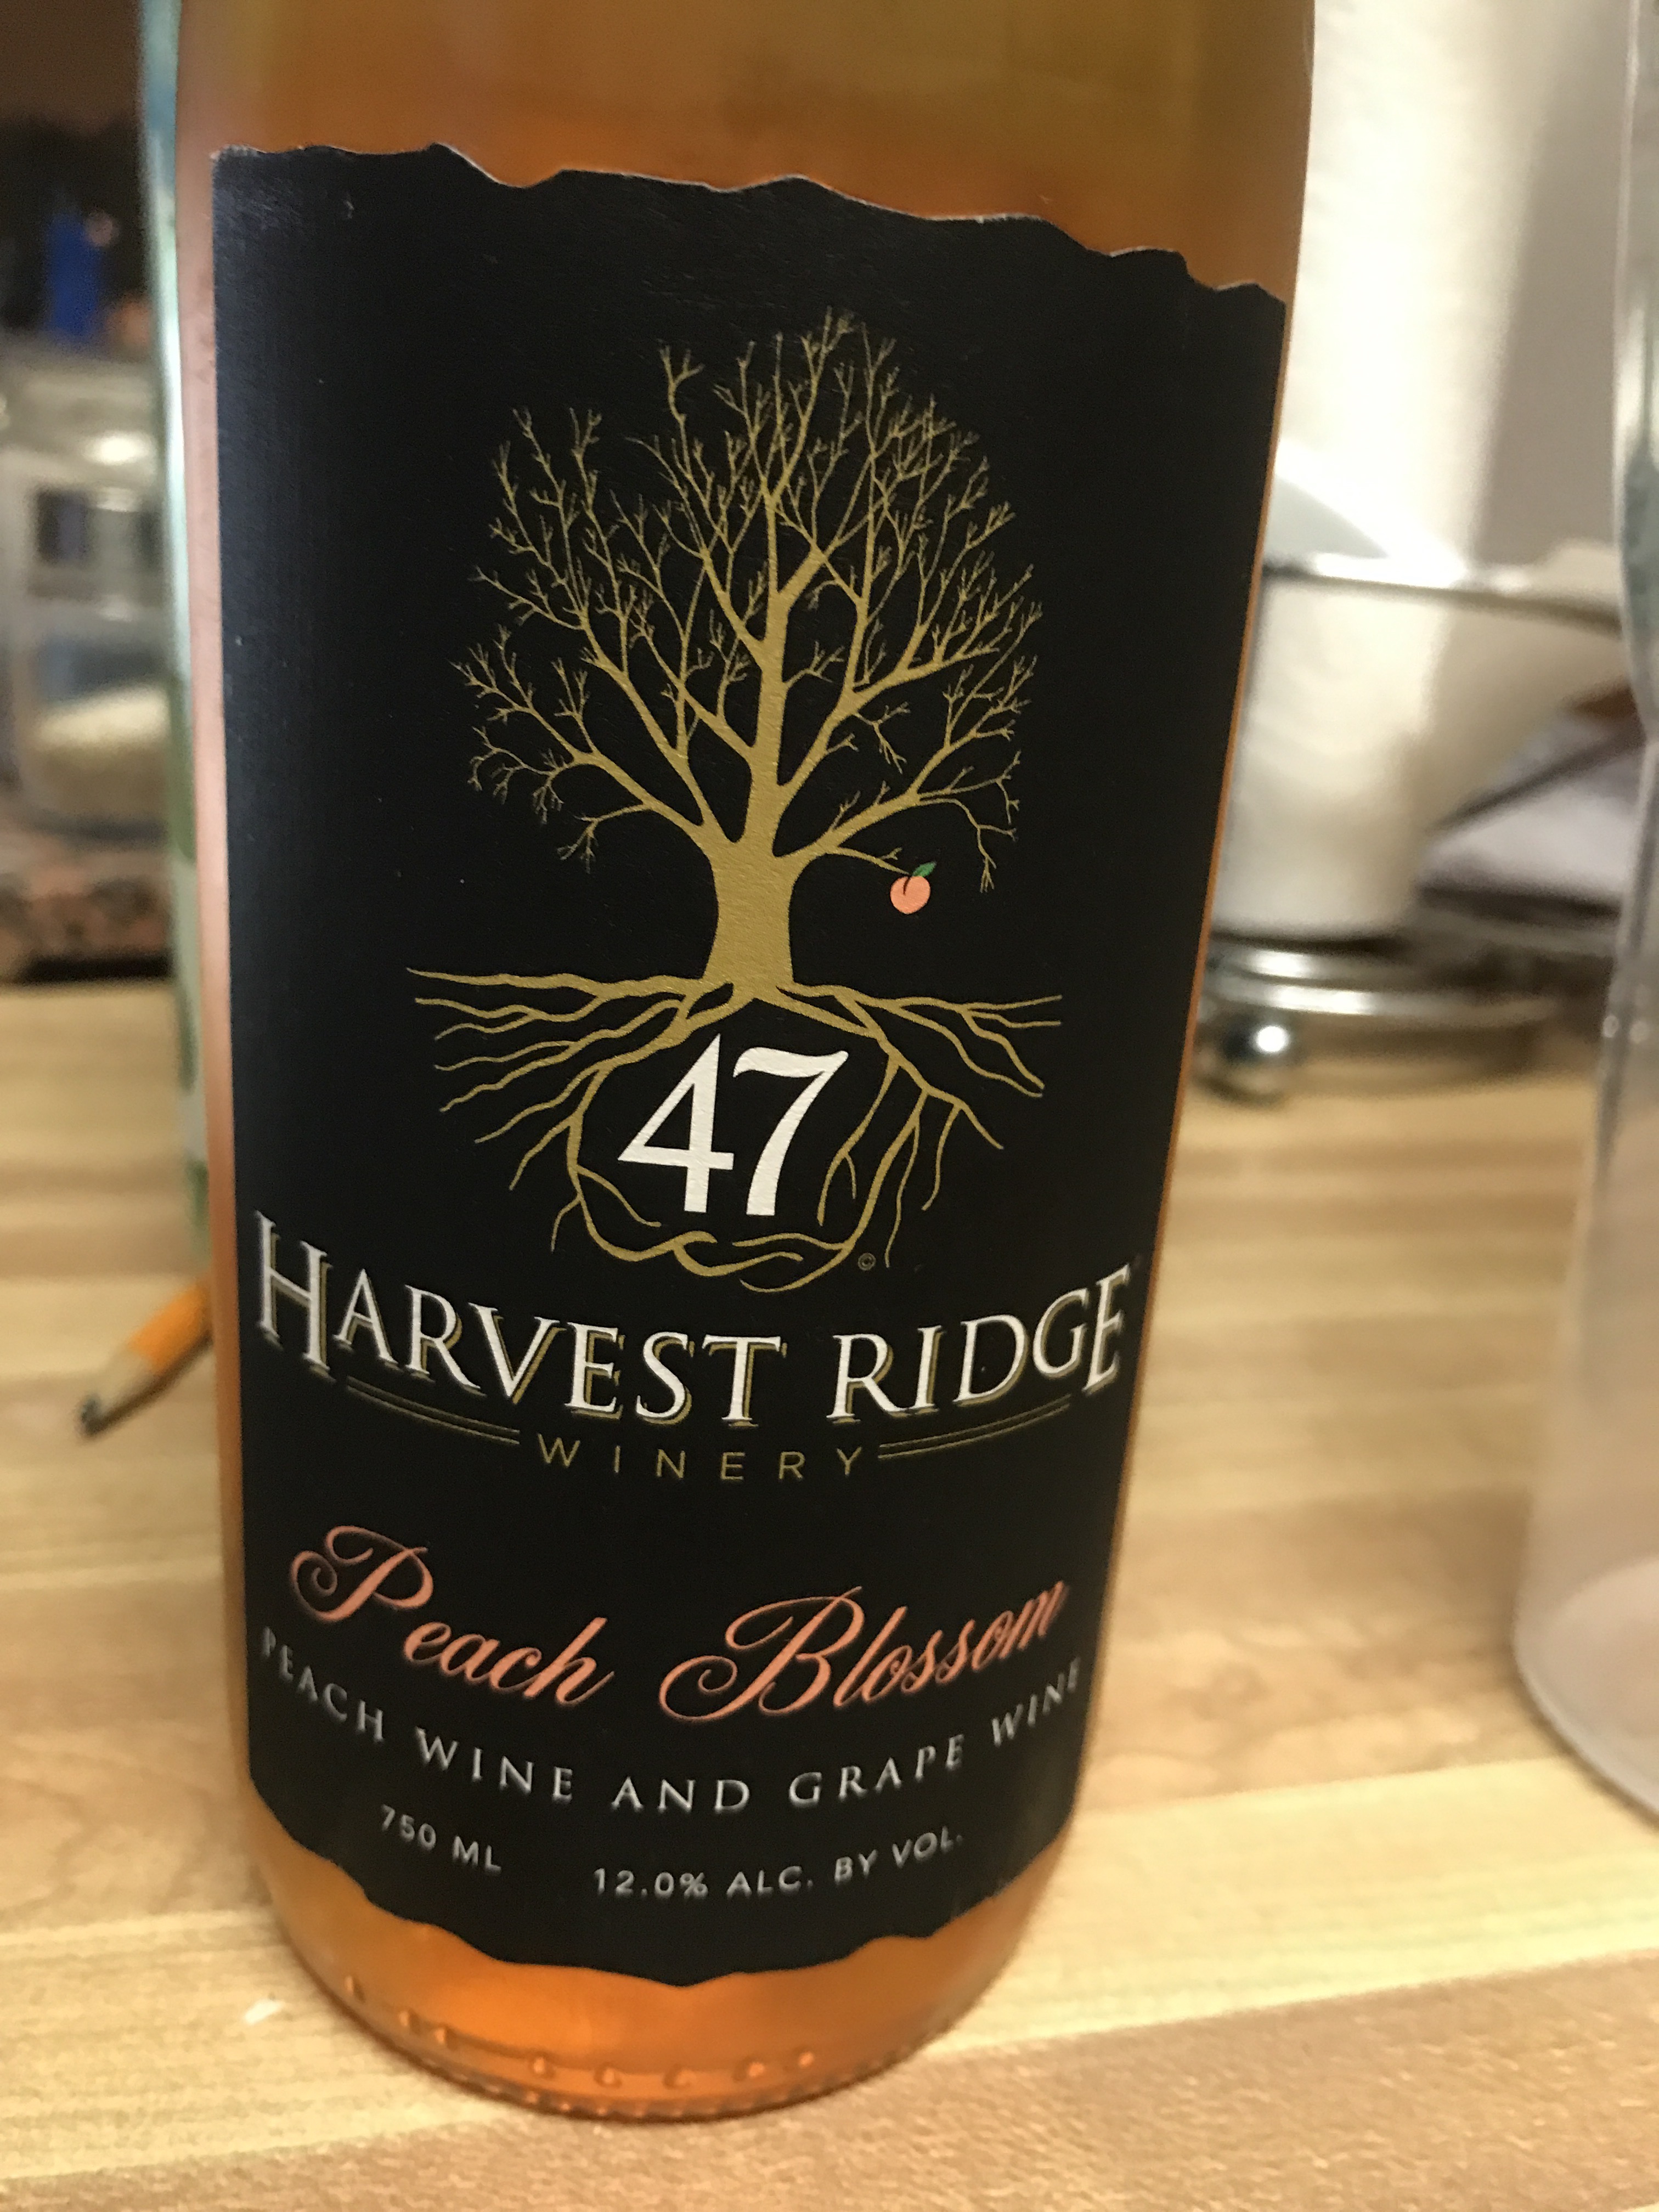 47
©
HARVEST RIDGE
WINERY
Peach Blossom
PEACH WINE AND GRAPE WINE
750 ML 12.0% ALC. BY VOL.